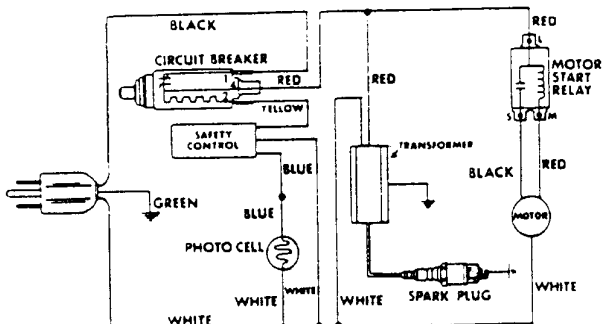 BLACK
RED
L
CIRCUIT BREAKER
MOTOR
START
RELAY
RED
RED
YELLOW
S
M
SAFETY
CONTROL
TRANSFORMER
BLUE
BLACK
RED
GREEN
BLUE
MOTOR
PHOTO CELL
WHITE
WHITE
WHITE
SPARK PLUG
WHITE
WHITE